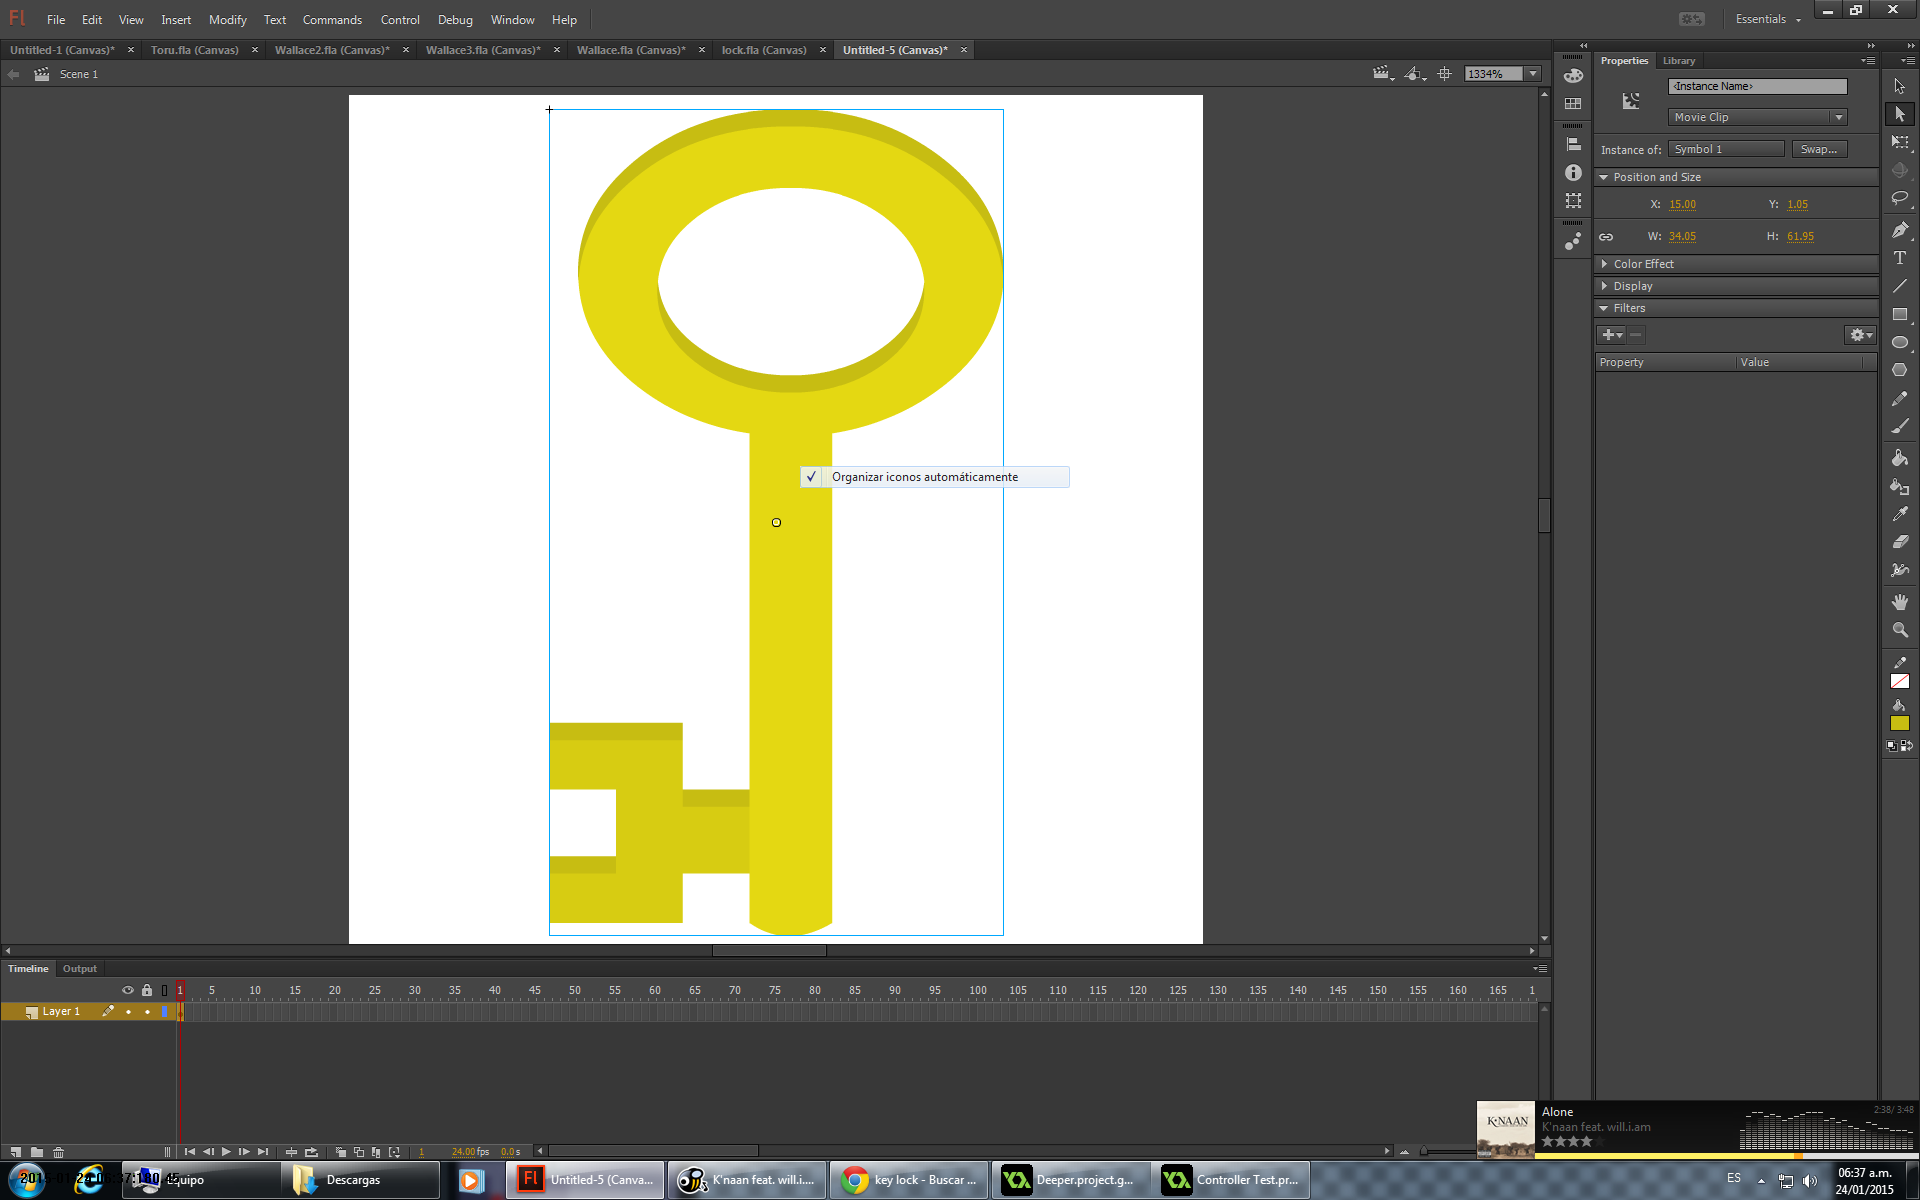 Fl File Edit View Insert Modify Text Commands Control Debug Window Help Essentials
Untitled-1 (Canvas)* Toru.fla (Canvas) Wallace2.fla (Canvas)* Wallace3.fla (Canvas)* Wallace.fla (Canvas)* lock.fla (Canvas) Untitled-5 (Canvas)*
Scene 1 1334%
Properties Library
<Instance Name>
Movie Clip
Instance of: Symbol 1 Swap...
Position and Size
X: 15.00 Y: 1.05
W: 34.05 H: 61.95
Color Effect
Display
Filters
Property Value
Organizar iconos automáticamente
Timeline Output
1 5 10 15 20 25 30 35 40 45 50 55 60 65 70 75 80 85 90 95 100 105 110 115 120 125 130 135 140 145 150 155 160 165 1
Layer 1
1 24.00 fps 0.0 s
K'NAAN
Alone 2:38/ 3:48
K'naan feat. will.i.am
Equipo Descargas Fl Untitled-5 (Canva... K'naan feat. will.i.... key lock - Buscar ... Deeper.project.g... Controller Test.pr... ES
06:37 a.m.
24/01/2015